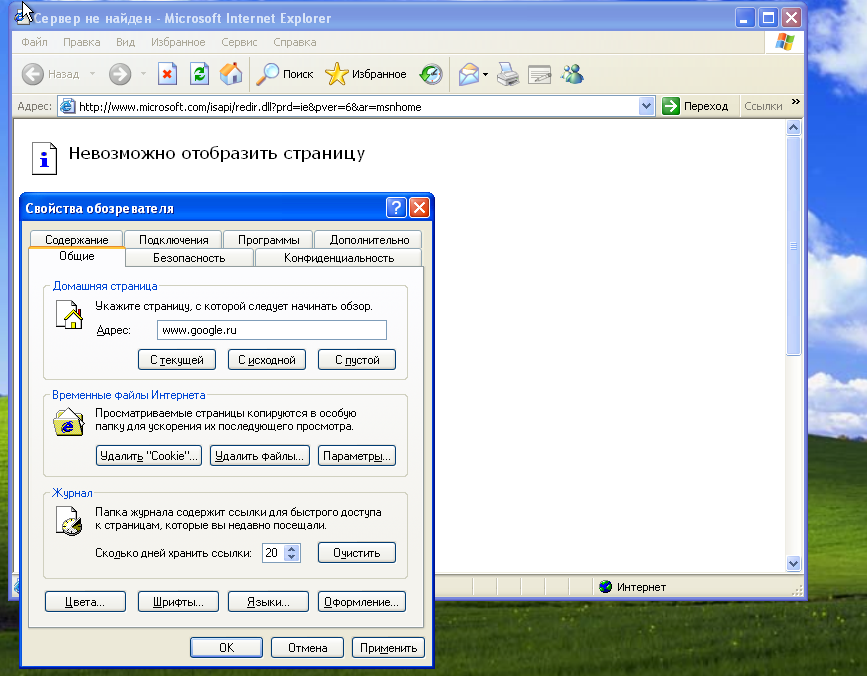 Сервер не найден - Microsoft Internet Explorer
Файл Правка Вид Избранное Сервис Справка
Назад Поиск Избранное
Адрес: http://www.microsoft.com/isapi/redir.dll?prd=ie&pver=6&ar=msnhome Переход Ссылки »
Невозможно отобразить страницу
Свойства обозревателя
Содержание Подключения Программы Дополнительно
Общие Безопасность Конфиденциальность
Домашняя страница
Укажите страницу, с которой следует начинать обзор.
Адрес: www.google.ru
С текущей С исходной С пустой
Временные файлы Интернета
Просматриваемые страницы копируются в особую
папку для ускорения их последующего просмотра.
Удалить "Cookie"... Удалить файлы... Параметры...
Журнал
Папка журнала содержит ссылки для быстрого доступа
к страницам, которые вы недавно посещали.
Сколько дней хранить ссылки: 20 Очистить
Цвета... Шрифты... Языки... Оформление...
OK Отмена Применить
Интернет